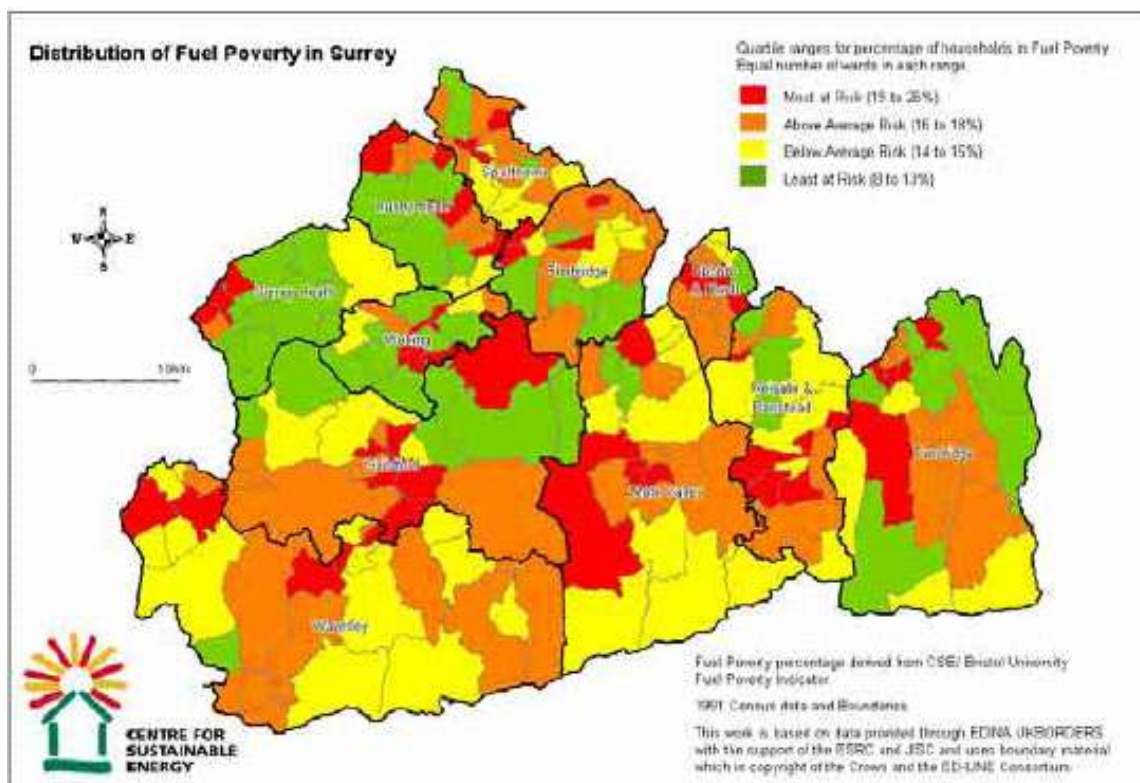 Distribution of Fuel Poverty in Surrey
Quartile ranges for percentage of households in Fuel Poverty
Equal number of wards in each range.
Most at Risk (19 to 26%)
Above Average Risk (16 to 18%)
Below Average Risk (14 to 15%)
Least at Risk (8 to 13%)
N
W E
S
Spelthorne
Runnymede
Elmbridge
Epsom
& Ewell
Surrey Heath
Woking
0 10km
Reigate &
Banstead
Guildford
Mole Valley
Tandridge
Waverley
Fuel Poverty percentage derived from CSE/ Bristol University
Fuel Poverty Indicator
1991 Census data and Boundaries
This work is based on data provided through EDINA UKBORDERS
with the support of the ESRC and JISC and uses boundary material
which is copyright of the Crown and the ED-LINE Consortium.
CENTRE FOR
SUSTAINABLE
ENERGY